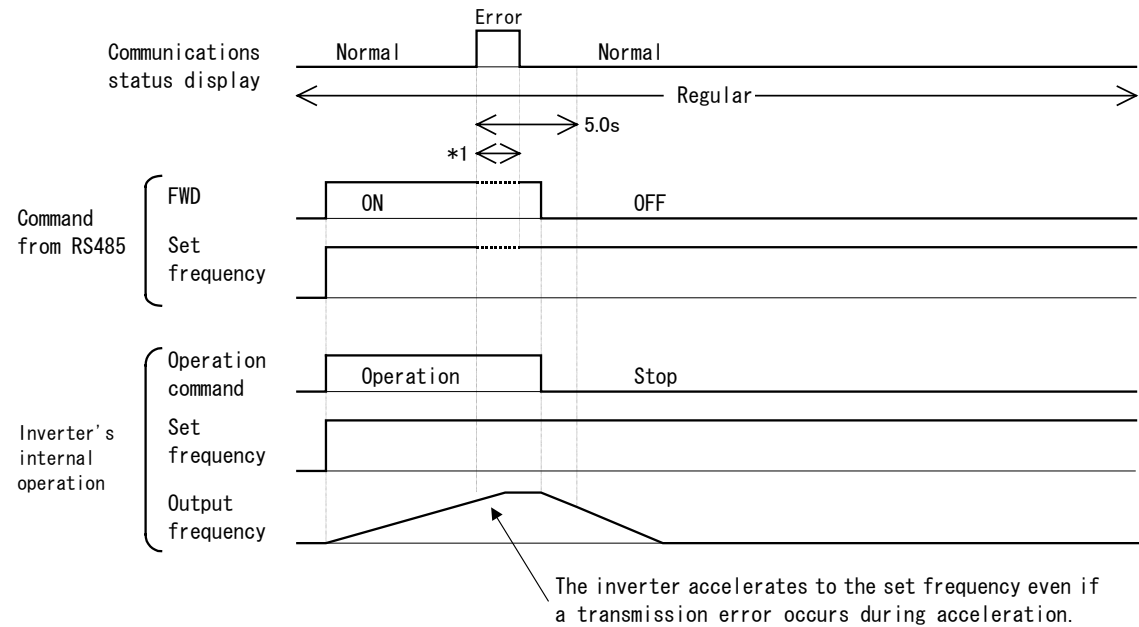 Error
Communications
status display
Normal
Normal
Regular
5.0s
*1
Command
from RS485
FWD
ON
OFF
Set
frequency
Inverter's
internal
operation
Operation
command
Operation
Stop
Set
frequency
Output
frequency
The inverter accelerates to the set frequency even if
a transmission error occurs during acceleration.